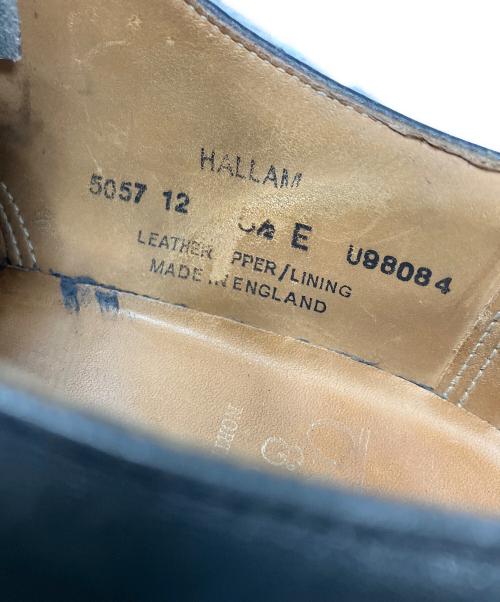 HALLAM
5057 12 E U98084
LEATHER PPER/LINING
MADE IN ENGLAND